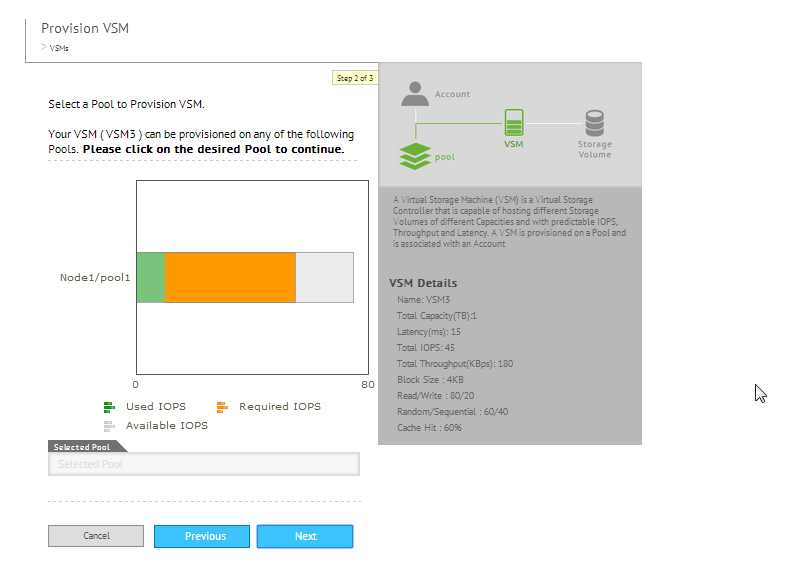 Provision VSM
> VSMs
Step 2 of 3
Select a Pool to Provision VSM.
Your VSM ( VSM3 ) can be provisioned on any of the following
Pools. Please click on the desired Pool to continue.
Node1/pool1
0
80
Used IOPS
Required IOPS
Available IOPS
Selected Pool
Selected Pool
Cancel
Previous
Next
Account
VSM
Storage
Volume
pool
A Virtual Storage Machine (VSM) is a Virtual Storage
Controller that is capable of hosting different Storage
Volumes of different Capacities and with predictable IOPS,
Throughput and Latency. A VSM is provisioned on a Pool and
is associated with an Account
VSM Details
Name: VSM3
Total Capacity(TB):1
Latency(ms): 15
Total IOPS: 45
Total Throughput(KBps): 180
Block Size : 4KB
Read/Write : 80/20
Random/Sequential : 60/40
Cache Hit : 60%